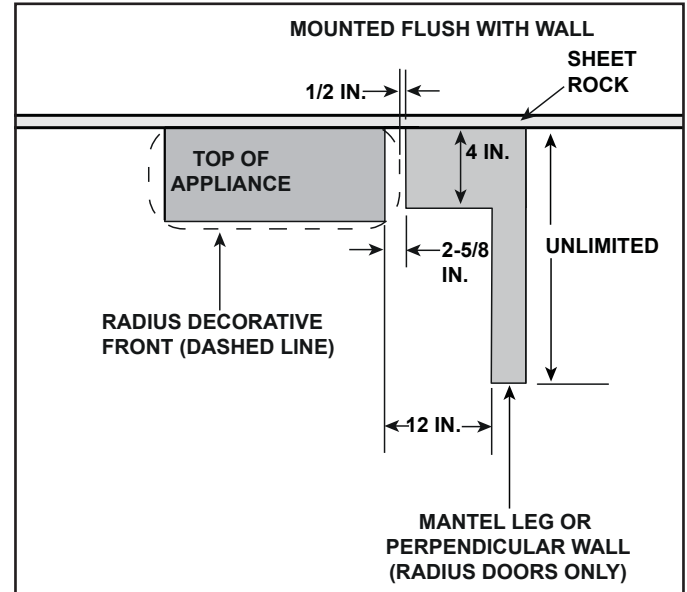 MOUNTED FLUSH WITH WALL
SHEET
ROCK
1/2 IN.
TOP OF
APPLIANCE
4 IN.
2-5/8
IN.
UNLIMITED
RADIUS DECORATIVE
FRONT (DASHED LINE)
12 IN.
MANTEL LEG OR
PERPENDICULAR WALL
(RADIUS DOORS ONLY)